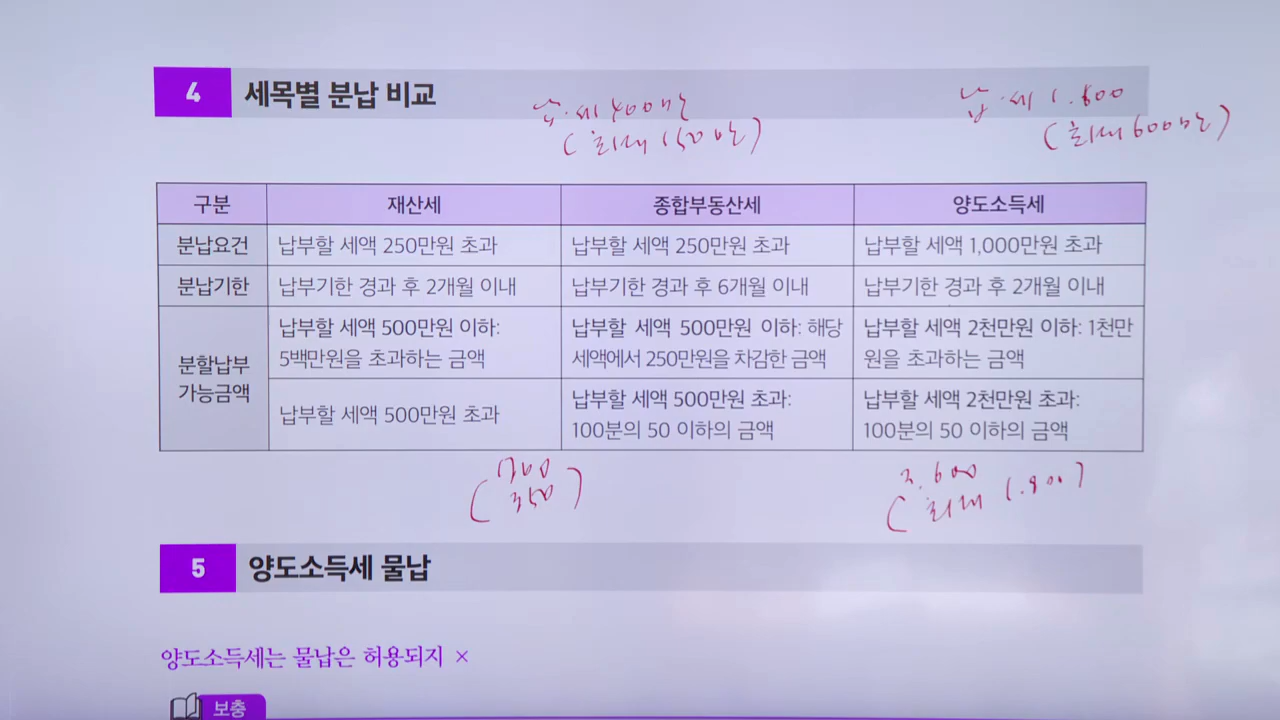 4 세목별 분납 비교
납·세 400만
(최대 150만)
납·세 1.600
(최대 600만)
구분 재산세 종합부동산세 양도소득세
분납요건 납부할 세액 250만원 초과 납부할 세액 250만원 초과 납부할 세액 1,000만원 초과
분납기한 납부기한 경과 후 2개월 이내 납부기한 경과 후 6개월 이내 납부기한 경과 후 2개월 이내
분할납부
가능금액
납부할 세액 500만원 이하:
5백만원을 초과하는 금액
납부할 세액 500만원 이하: 해당
세액에서 250만원을 차감한 금액
납부할 세액 2천만원 이하: 1천만
원을 초과하는 금액
납부할 세액 500만원 초과
납부할 세액 500만원 초과:
100분의 50 이하의 금액
납부할 세액 2천만원 초과:
100분의 50 이하의 금액
700
(350)
3.600
(최대 1.800)
5 양도소득세 물납
양도소득세는 물납은 허용되지 ×
보충